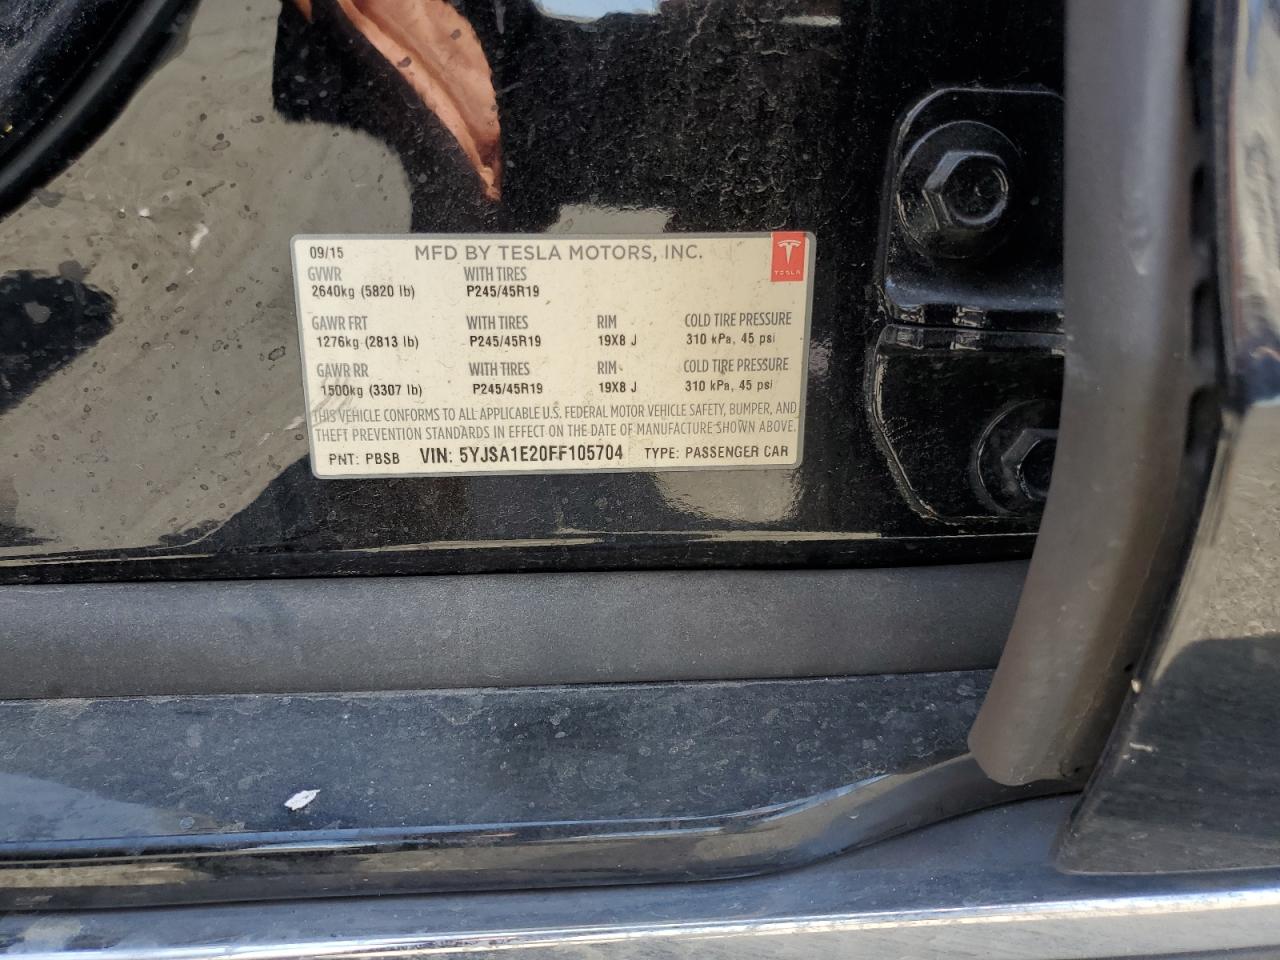 09/15 MFD BY TESLA MOTORS, INC.
GVWR WITH TIRES
2640kg (5820 lb) P245/45R19
TESLA
GAWR FRT WITH TIRES RIM COLD TIRE PRESSURE
1276kg (2813 lb) P245/45R19 19X8 J 310 kPa, 45 psi
GAWR RR WITH TIRES RIM COLD TIRE PRESSURE
1500kg (3307 lb) P245/45R19 19X8 J 310 kPa, 45 psi
THIS VEHICLE CONFORMS TO ALL APPLICABLE U.S. FEDERAL MOTOR VEHICLE SAFETY, BUMPER, AND
THEFT PREVENTION STANDARDS IN EFFECT ON THE DATE OF MANUFACTURE SHOWN ABOVE.
PNT: PBSB VIN: 5YJSA1E20FF105704 TYPE: PASSENGER CAR